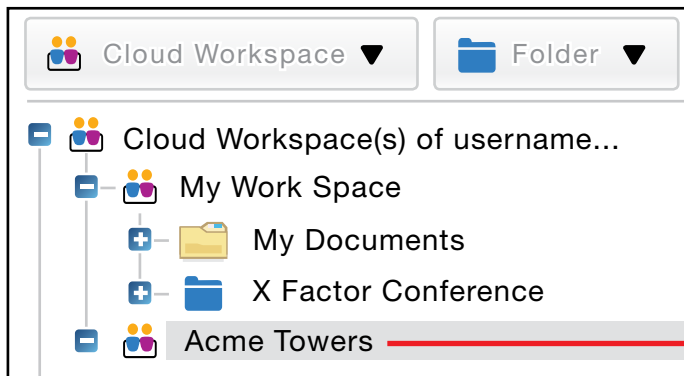 Cloud Workspace Folder
Cloud Workspace(s) of username...
My Work Space
My Documents
X Factor Conference
Acme Towers